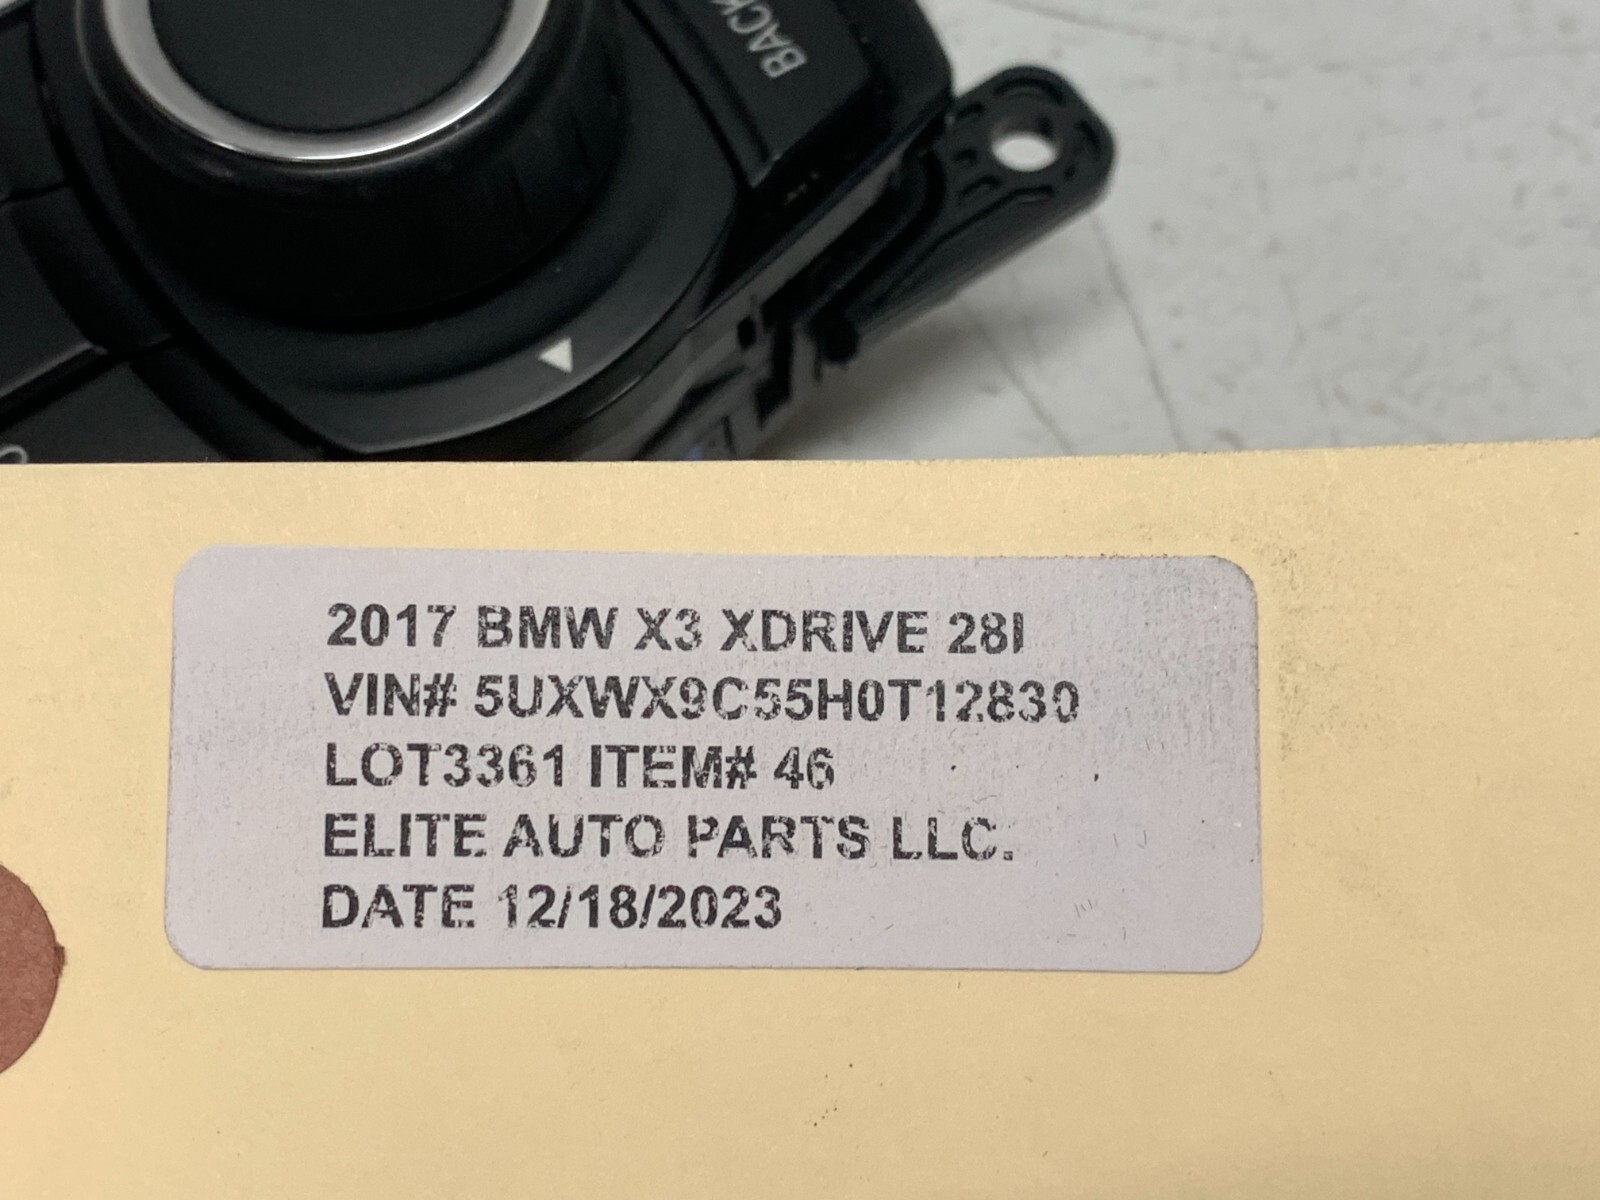 BACK
2017 BMW X3 XDRIVE 28I
VIN# 5UXWX9C55H0T12830
LOT3361 ITEM# 46
ELITE AUTO PARTS LLC.
DATE 12/18/2023